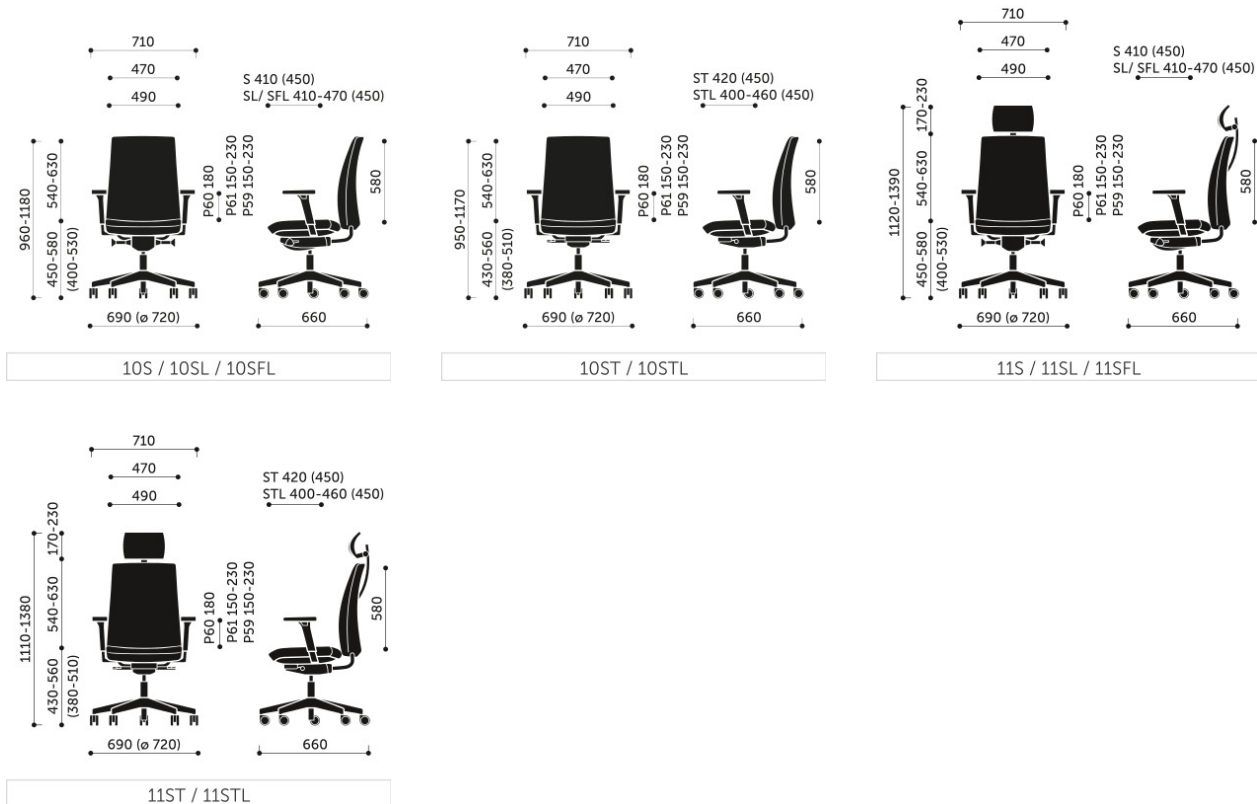 710
470
490
S 410 (450)
SL/ SFL 410-470 (450)
960-1180
540-630
450-580
(400-530)
P60 180
P61 150-230
P59 150-230
580
690 (ø 720)
660
10S / 10SL / 10SFL
710
470
490
ST 420 (450)
STL 400-460 (450)
950-1170
540-630
430-560
(380-510)
P60 180
P61 150-230
P59 150-230
580
690 (ø 720)
660
10ST / 10STL
710
470
490
S 410 (450)
SL/ SFL 410-470 (450)
1120-1390
170-230
540-630
450-580
(400-530)
P60 180
P61 150-230
P59 150-230
580
690 (ø 720)
660
11S / 11SL / 11SFL
710
470
490
ST 420 (450)
STL 400-460 (450)
1110-1380
170-230
540-630
430-560
(380-510)
P60 180
P61 150-230
P59 150-230
580
690 (ø 720)
660
11ST / 11STL